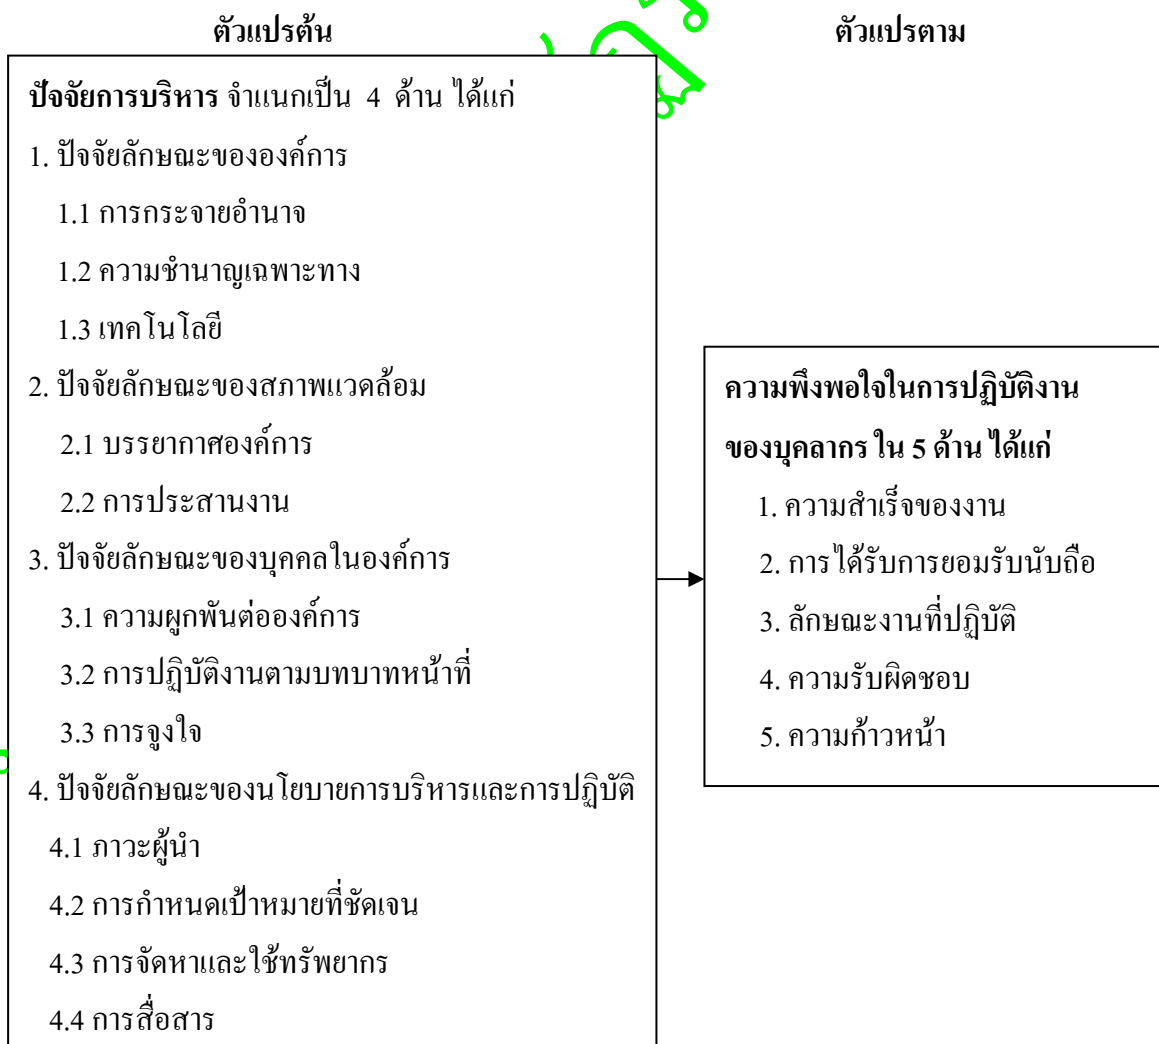 ตัวแปรต้น
ตัวแปรตาม
ปัจจัยการบริหาร จำแนกเป็น 4 ด้าน ได้แก่
1. ปัจจัยลักษณะขององค์การ
1.1 การกระจายอำนาจ
1.2 ความชำนาญเฉพาะทาง
1.3 เทคโนโลยี
2. ปัจจัยลักษณะของสภาพแวดล้อม
2.1 บรรยากาศองค์การ
2.2 การประสานงาน
3. ปัจจัยลักษณะของบุคคลในองค์การ
3.1 ความผูกพันต่อองค์การ
3.2 การปฏิบัติงานตามบทบาทหน้าที่
3.3 การจูงใจ
4. ปัจจัยลักษณะของนโยบายการบริหารและการปฏิบัติ
4.1 ภาวะผู้นำ
4.2 การกำหนดเป้าหมายที่ชัดเจน
4.3 การจัดหาและใช้ทรัพยากร
4.4 การสื่อสาร
ความพึงพอใจในการปฏิบัติงาน
ของบุคลากร ใน 5 ด้าน ได้แก่
1. ความสำเร็จของงาน
2. การได้รับการยอมรับนับถือ
3. ลักษณะงานที่ปฏิบัติ
4. ความรับผิดชอบ
5. ความก้าวหน้า